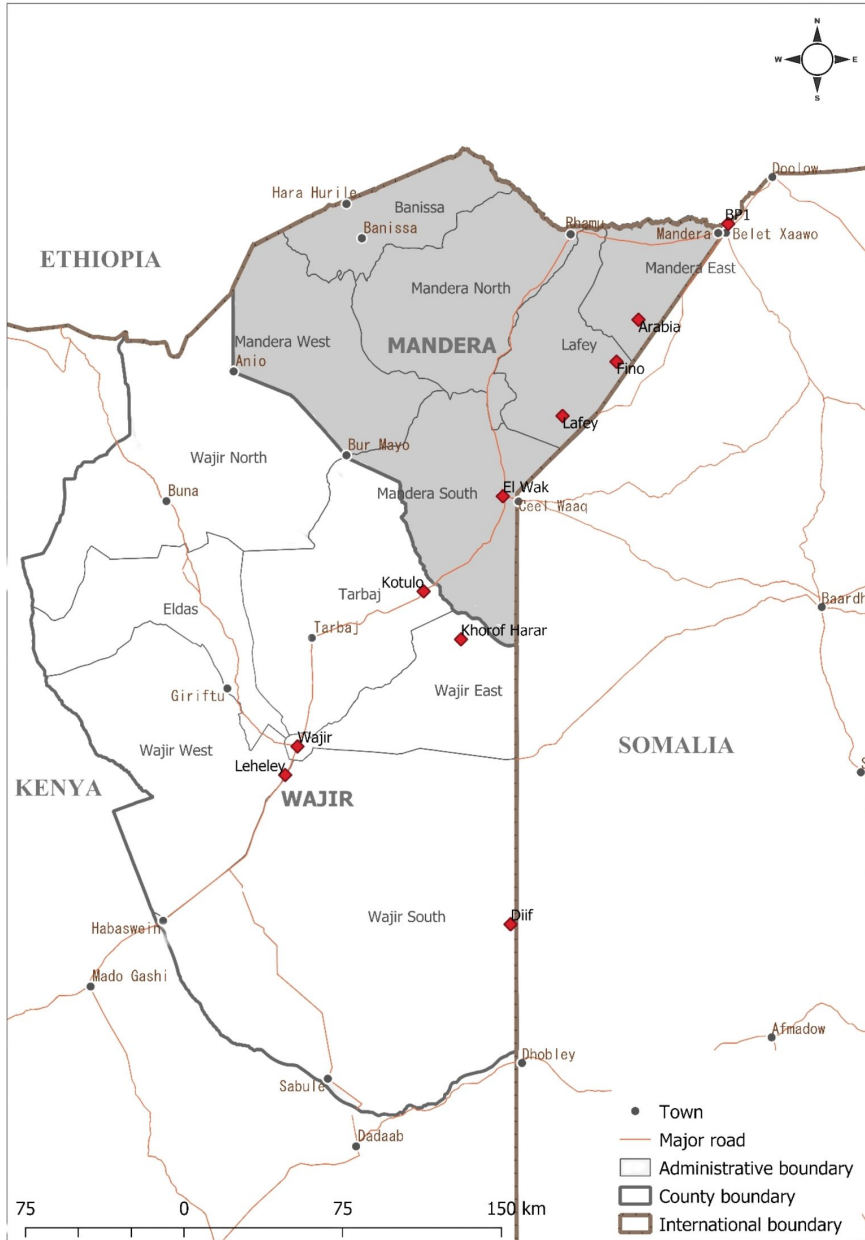 N
W E
S
Doolow
Hara Hurile
Banissa
BP1
Rhamu
Banissa
Mandera
Belet Xaawo
ETHIOPIA
Mandera East
Mandera North
Arabia
Mandera West
MANDERA
Lafey
Fino
Anio
Lafey
Bur Mayo
Wajir North
Buna
Mandera South
El Wak
Ceel Waaq
Kotulo
Tarbaj
Eldas
Baardh
Khorof Harar
Tarbaj
Giriftu
Wajir East
Wajir
Wajir West
SOMALIA
Leheley
S
KENYA
WAJIR
Wajir South
Diif
Habaswein
Mado Gashi
Afmadow
Dhobley
Sabule
Dadaab
Town
Major road
Administrative boundary
County boundary
International boundary
75 0 75 150 km